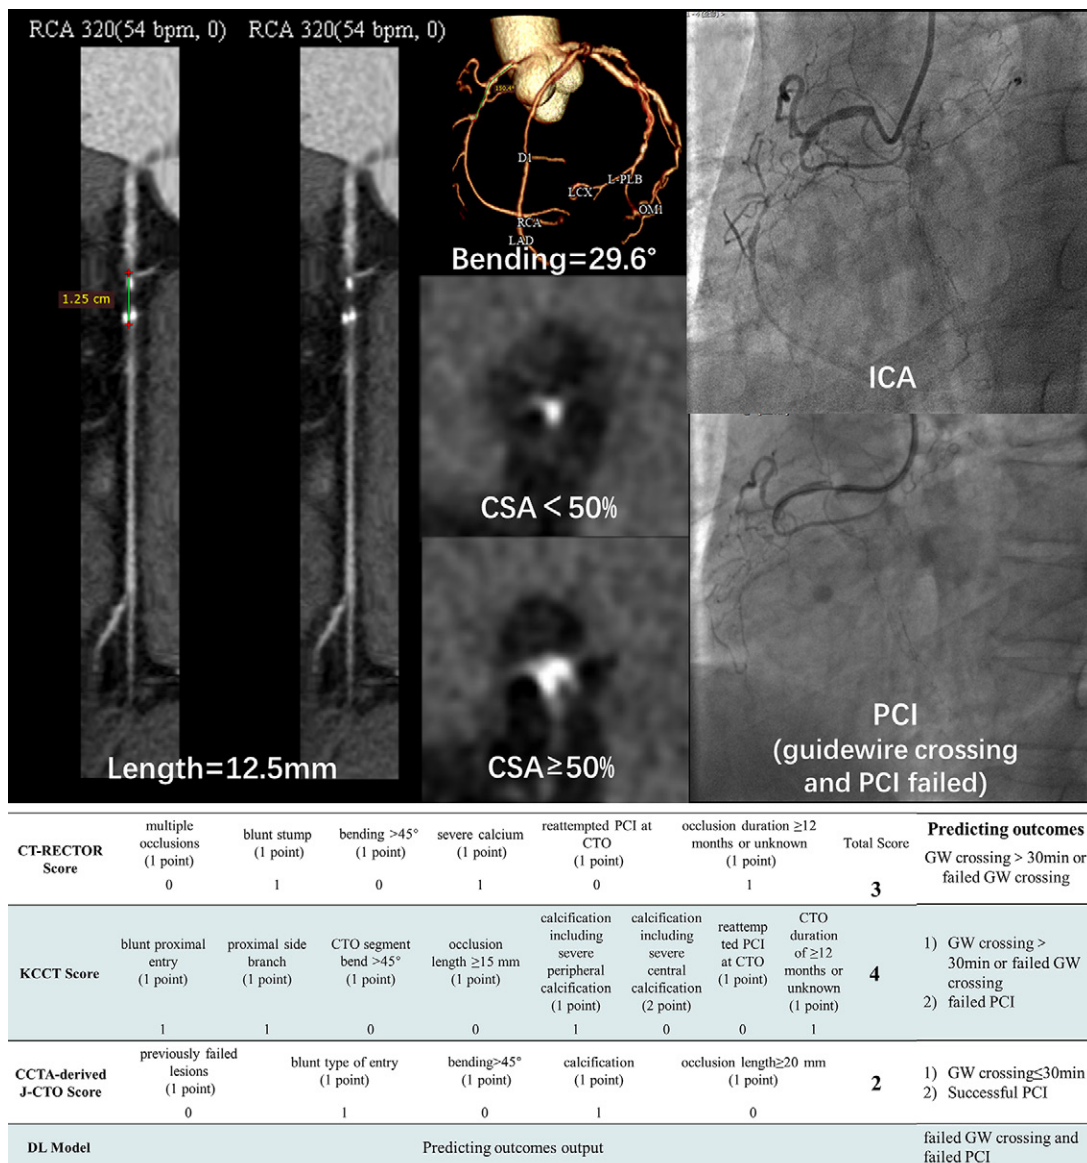 RCA 320(54 bpm, 0)
RCA 320(54 bpm, 0)
1.25 cm
Length=12.5mm
D1
LCX
L-PLB
OM1
RCA
LAD
Bending=29.6°
CSA＜50%
CSA≥50%
ICA
PCI
(guidewire crossing
and PCI failed)
CT-RECTOR
Score
multiple
occlusions
(1 point)
0
blunt stump
(1 point)
1
bending >45°
(1 point)
0
severe calcium
(1 point)
1
reattempted PCI at
CTO
(1 point)
0
occlusion duration ≥12
months or unknown
(1 point)
1
Total Score
3
Predicting outcomes
GW crossing > 30min or
failed GW crossing
KCCT Score
blunt proximal
entry
(1 point)
1
proximal side
branch
(1 point)
1
CTO segment
bend >45°
(1 point)
0
occlusion
length ≥15 mm
(1 point)
0
calcification
including
severe
peripheral
calcification
(1 point)
1
calcification
including
severe central
calcification
(2 point)
0
reattemp
ted PCI
at CTO
(1 point)
0
CTO
duration
of ≥12
months or
unknown
(1 point)
1
4
1) GW crossing >
30min or failed GW
crossing
2) failed PCI
CCTA-derived
J-CTO Score
previously failed
lesions
(1 point)
0
blunt type of entry
(1 point)
1
bending>45°
(1 point)
0
calcification
(1 point)
1
occlusion length≥20 mm
(1 point)
0
2
1) GW crossing≤30min
2) Successful PCI
DL Model
Predicting outcomes output
failed GW crossing and
failed PCI